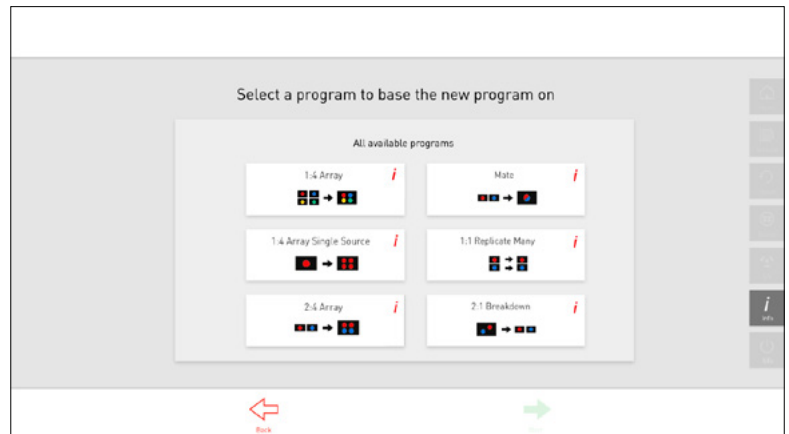 Select a program to base the new program on
All available programs
1:4 Array
i
Mate
i
1:4 Array Single Source
i
1:1 Replicate Many
i
2:4 Array
i
2:1 Breakdown
i
i
Info
Back